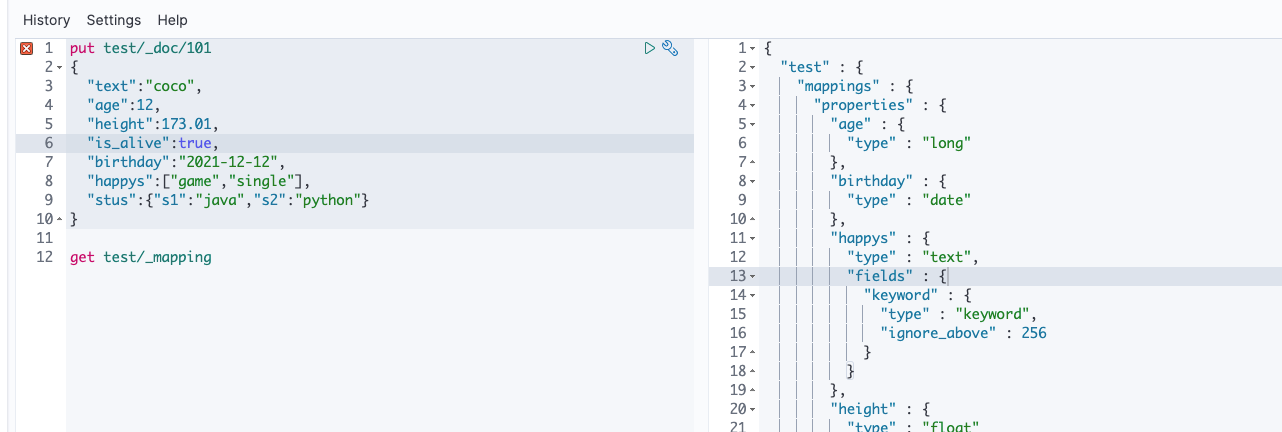 History Settings Help
1 put test/_doc/101
2 {
3 "text":"coco",
4 "age":12,
5 "height":173.01,
6 "is_alive":true,
7 "birthday":"2021-12-12",
8 "happys":["game","single"],
9 "stus":{"s1":"java","s2":"python"}
10 }
11
12 get test/_mapping
1 {
2 "test" : {
3 "mappings" : {
4 "properties" : {
5 "age" : {
6 "type" : "long"
7 },
8 "birthday" : {
9 "type" : "date"
10 },
11 "happys" : {
12 "type" : "text",
13 "fields" : {
14 "keyword" : {
15 "type" : "keyword",
16 "ignore_above" : 256
17 }
18 }
19 },
20 "height" : {
21 "type" : "float"